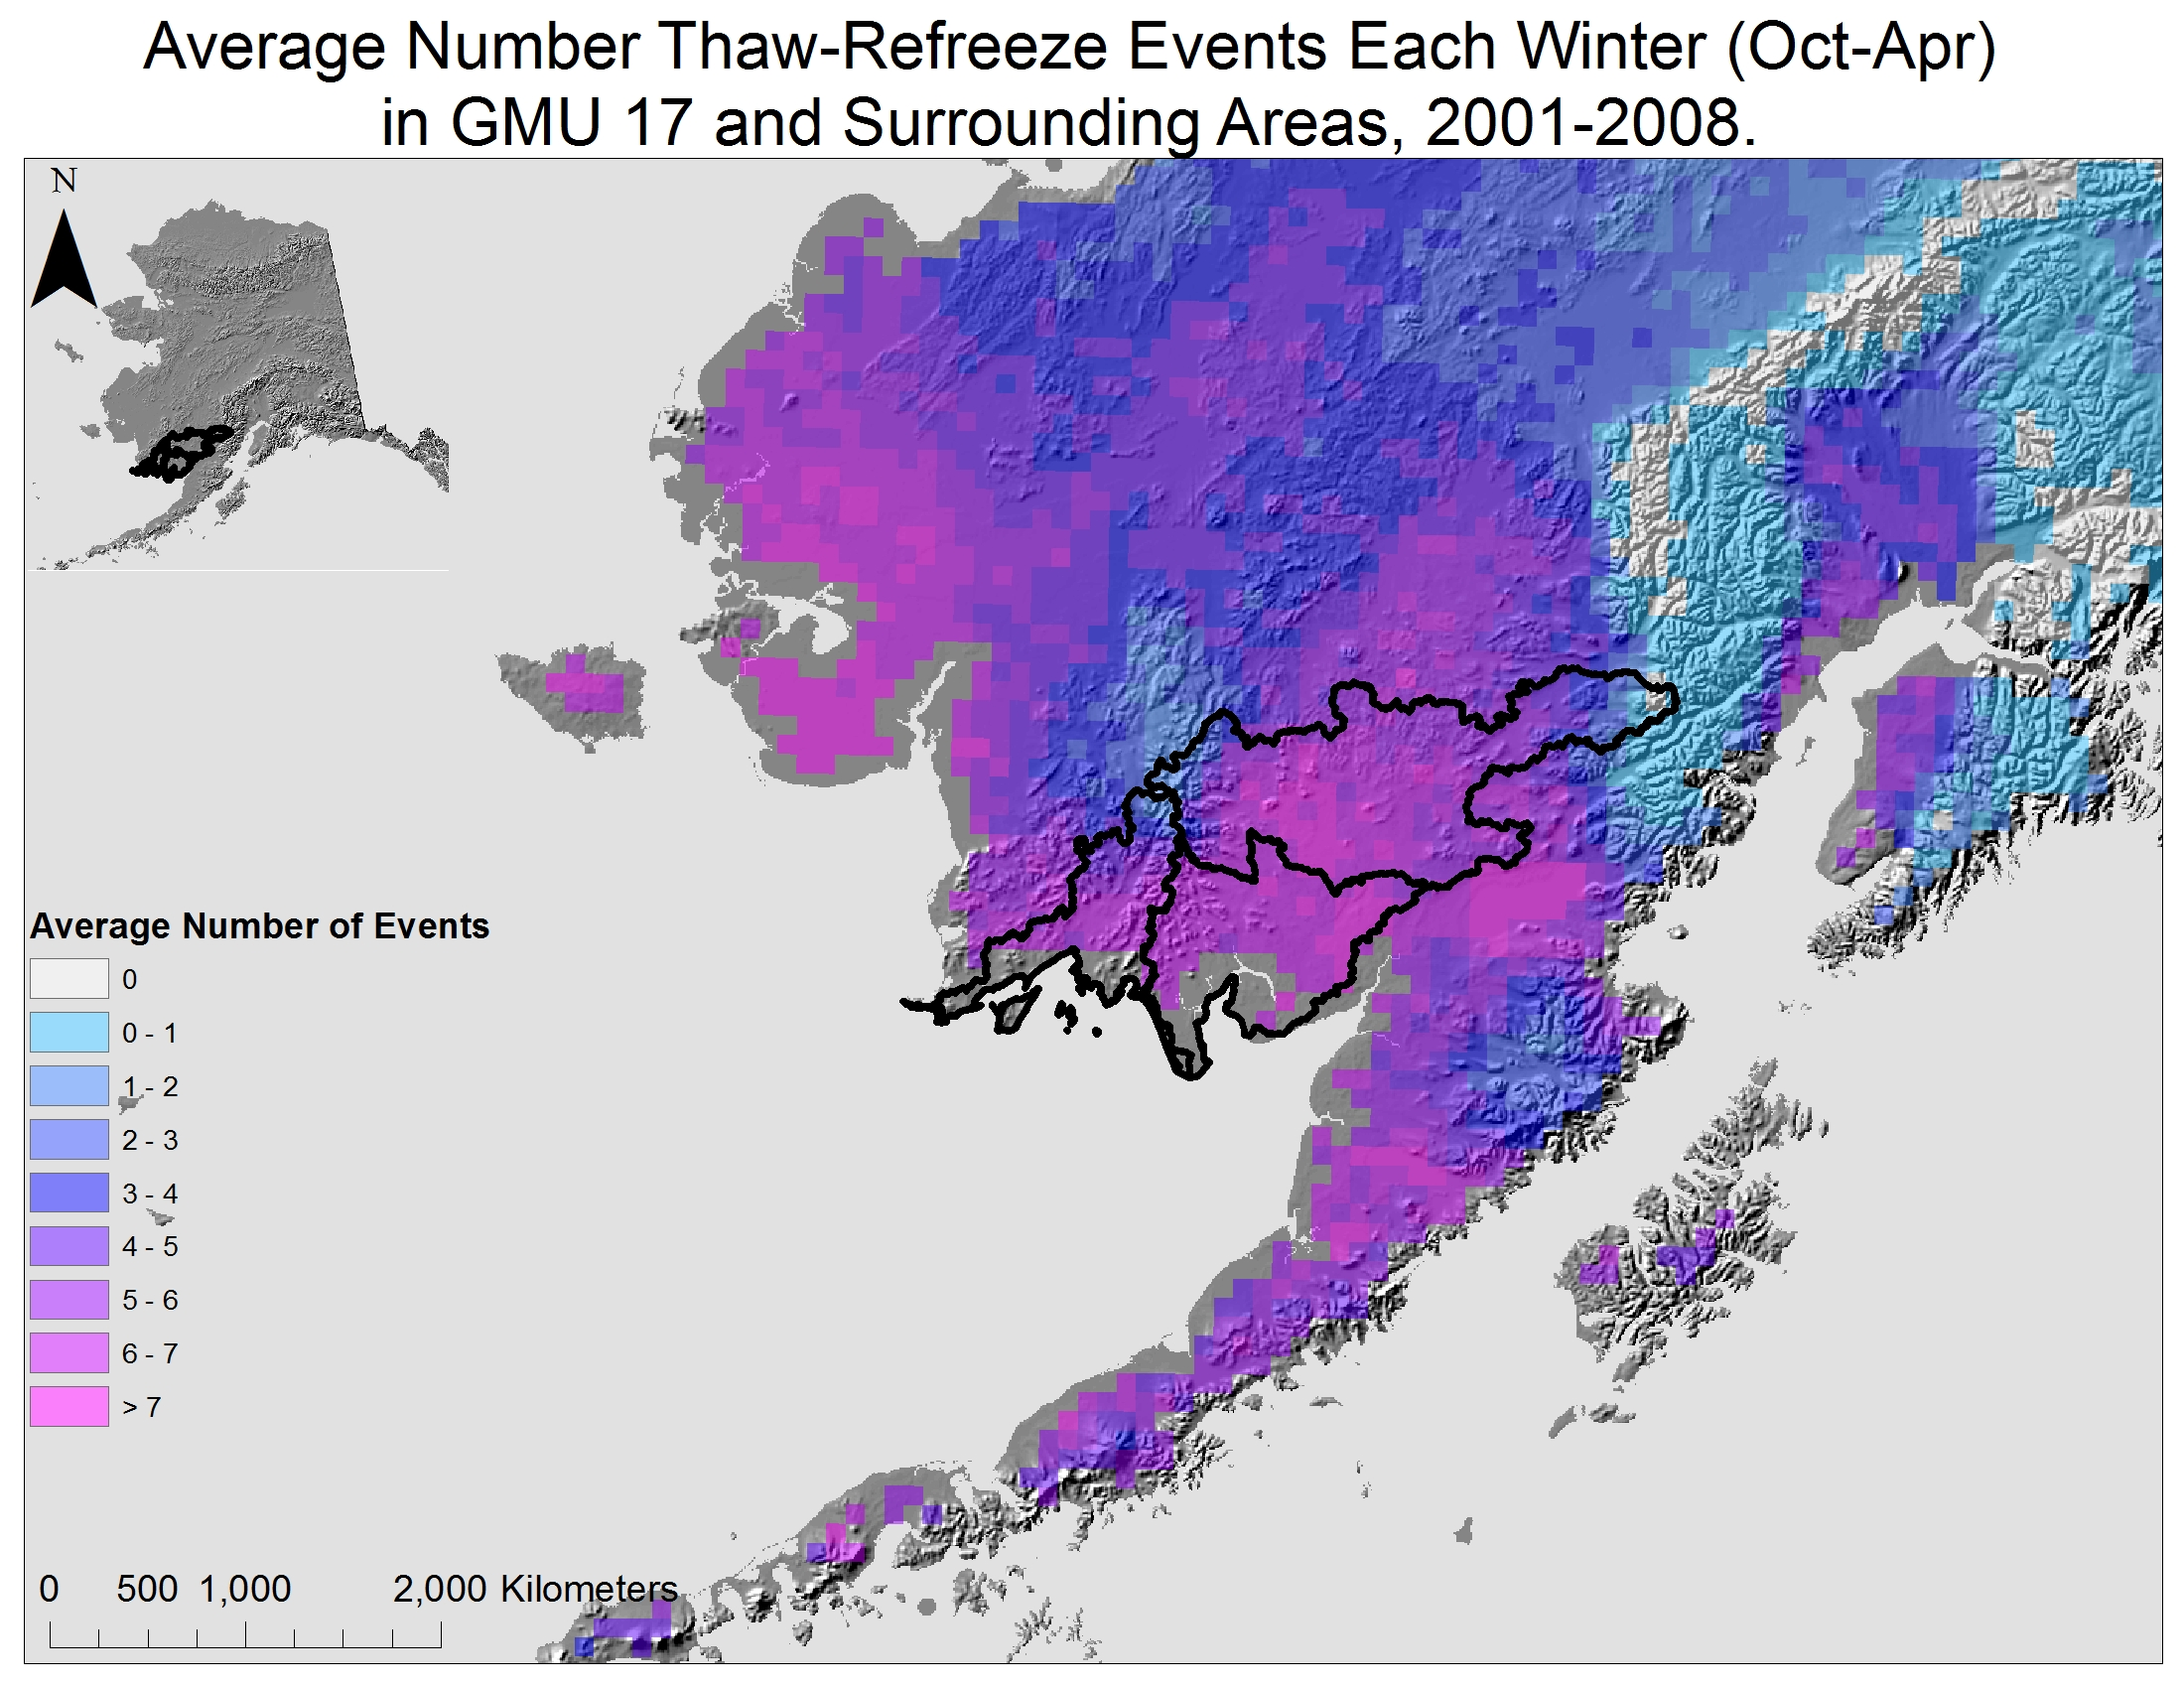 Average Number Thaw-Refreeze Events Each Winter (Oct-Apr)
in GMU 17 and Surrounding Areas, 2001-2008.
N
Average Number of Events
0
0 - 1
1 - 2
2 - 3
3 - 4
4 - 5
5 - 6
6 - 7
> 7
0 500 1,000 2,000 Kilometers